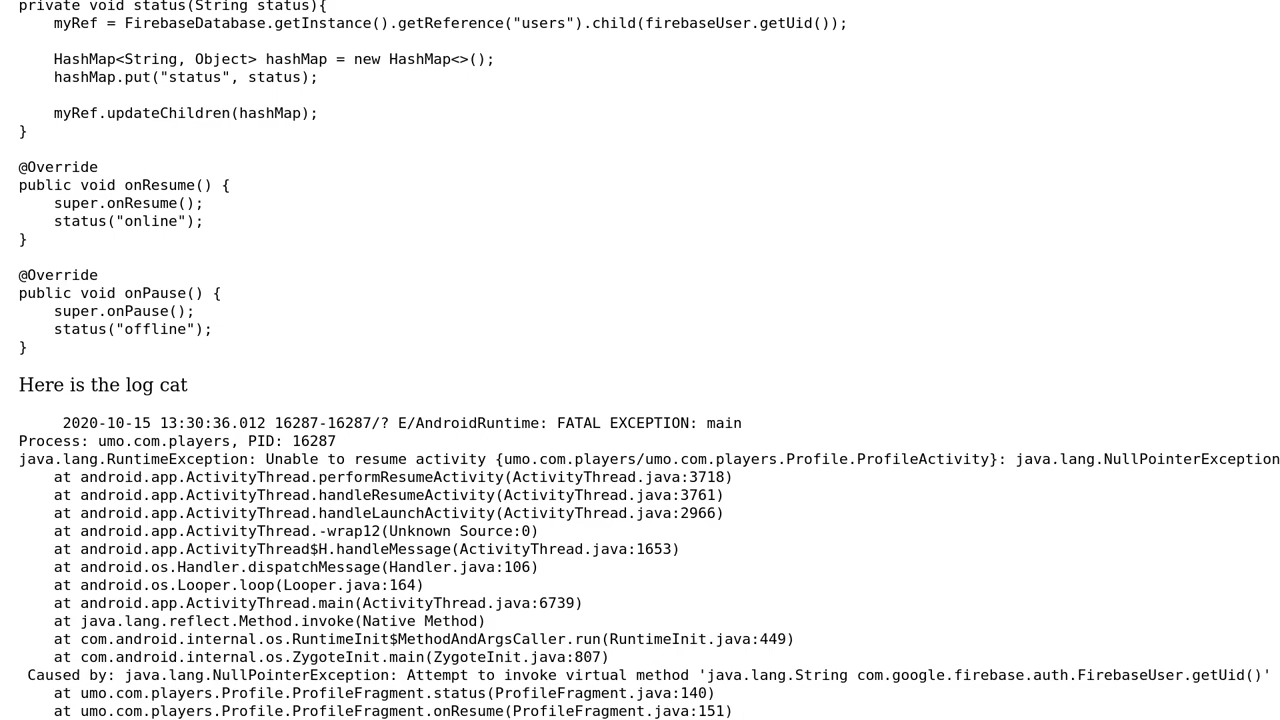 private void status(String status){
    myRef = FirebaseDatabase.getInstance().getReference("users").child(firebaseUser.getUid());
    HashMap<String, Object> hashMap = new HashMap<>();
    hashMap.put("status", status);
    myRef.updateChildren(hashMap);
}
@Override
public void onResume() {
    super.onResume();
    status("online");
}
@Override
public void onPause() {
    super.onPause();
    status("offline");
}
Here is the log cat
     2020-10-15 13:30:36.012 16287-16287/? E/AndroidRuntime: FATAL EXCEPTION: main
Process: umo.com.players, PID: 16287
java.lang.RuntimeException: Unable to resume activity {umo.com.players/umo.com.players.Profile.ProfileActivity}: java.lang.NullPointerException
    at android.app.ActivityThread.performResumeActivity(ActivityThread.java:3718)
    at android.app.ActivityThread.handleResumeActivity(ActivityThread.java:3761)
    at android.app.ActivityThread.handleLaunchActivity(ActivityThread.java:2966)
    at android.app.ActivityThread.-wrap12(Unknown Source:0)
    at android.app.ActivityThread$H.handleMessage(ActivityThread.java:1653)
    at android.os.Handler.dispatchMessage(Handler.java:106)
    at android.os.Looper.loop(Looper.java:164)
    at android.app.ActivityThread.main(ActivityThread.java:6739)
    at java.lang.reflect.Method.invoke(Native Method)
    at com.android.internal.os.RuntimeInit$MethodAndArgsCaller.run(RuntimeInit.java:449)
    at com.android.internal.os.ZygoteInit.main(ZygoteInit.java:807)
 Caused by: java.lang.NullPointerException: Attempt to invoke virtual method 'java.lang.String com.google.firebase.auth.FirebaseUser.getUid()'
    at umo.com.players.Profile.ProfileFragment.status(ProfileFragment.java:140)
    at umo.com.players.Profile.ProfileFragment.onResume(ProfileFragment.java:151)